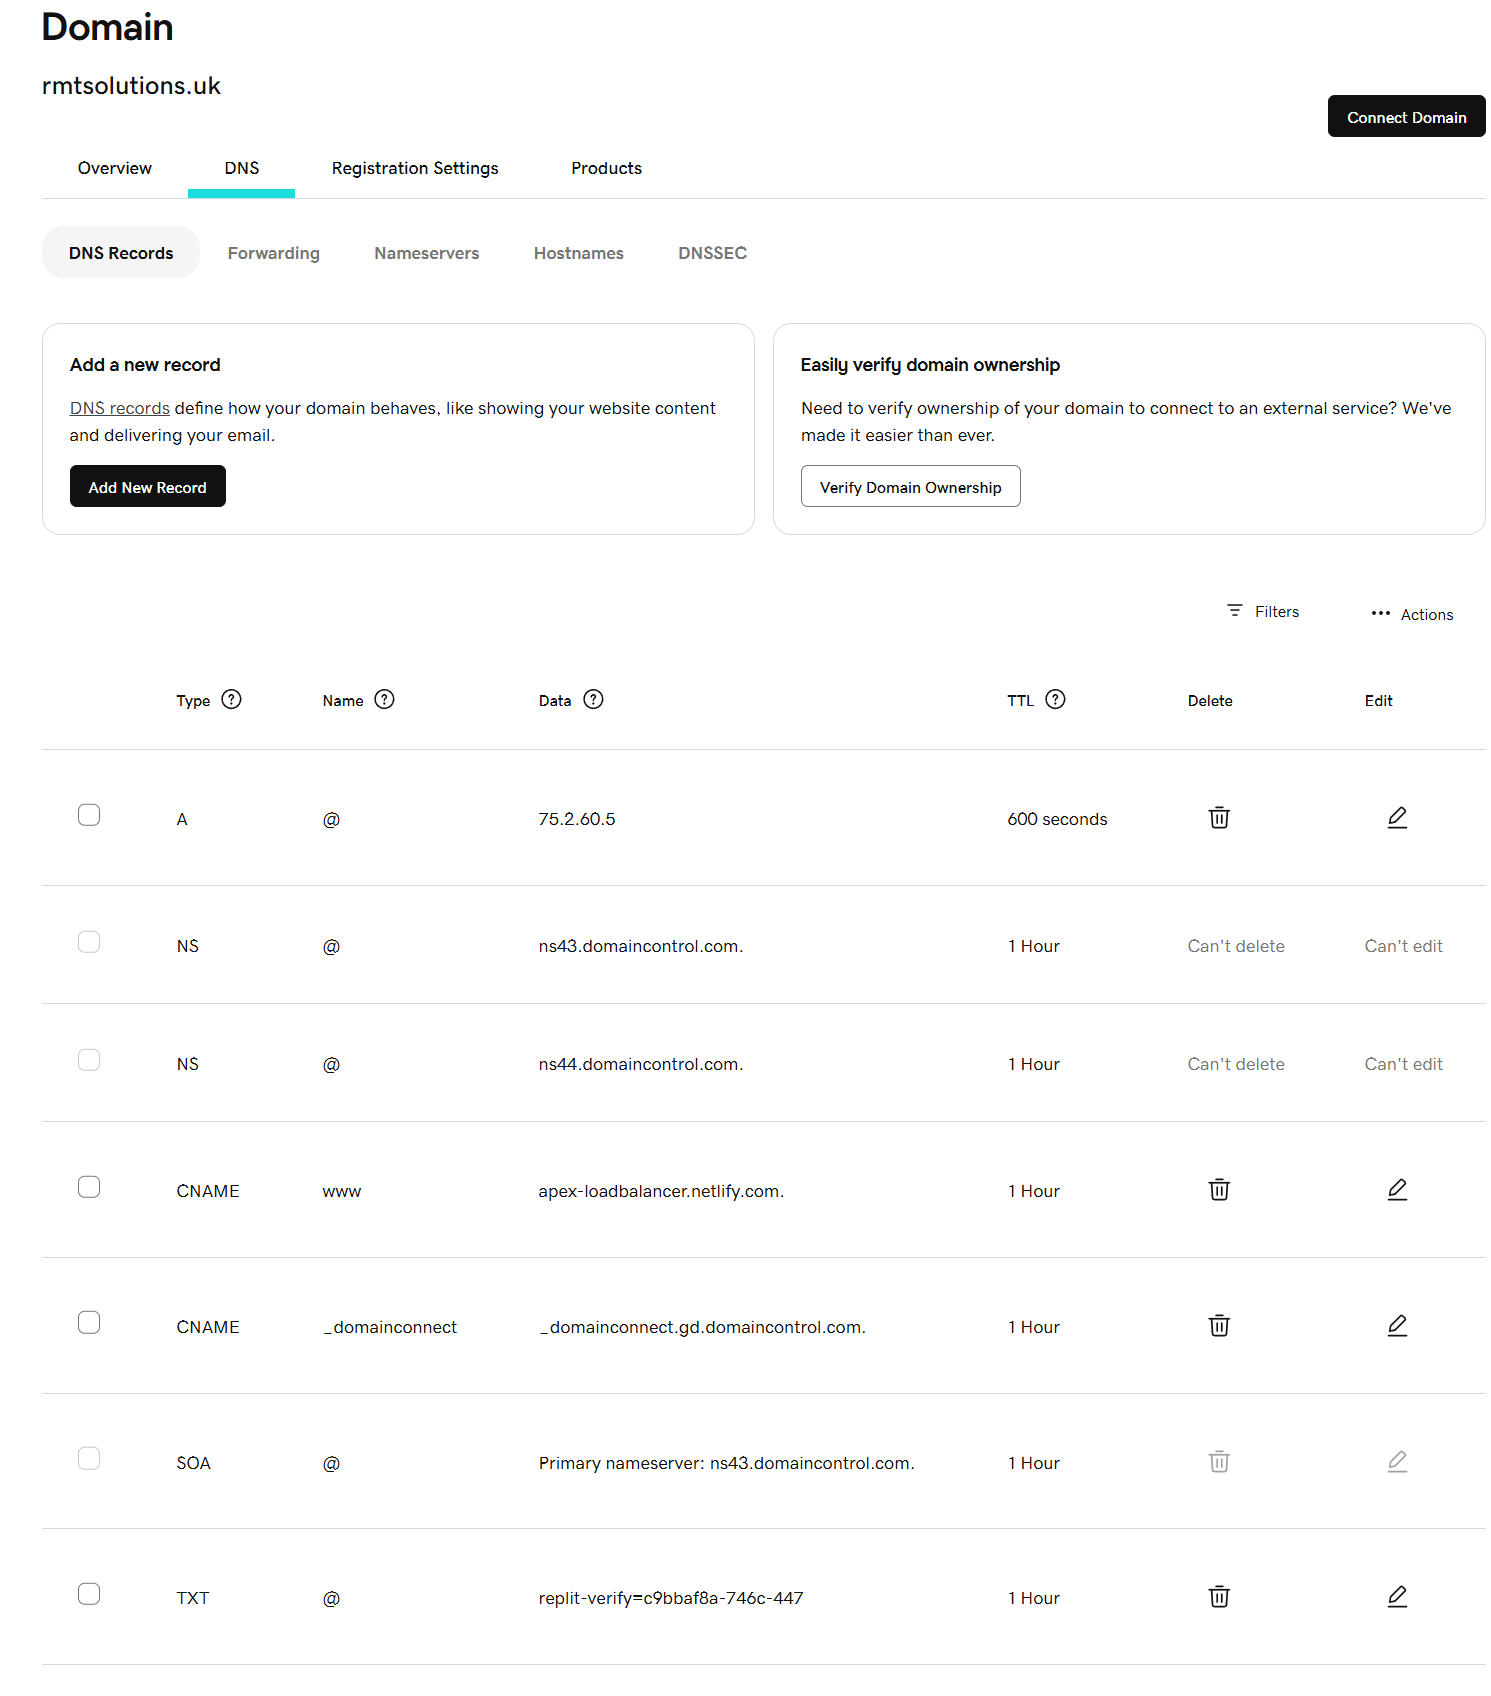 Domain
rmtsolutions.uk
Connect Domain
Overview DNS Registration Settings Products
DNS Records Forwarding Nameservers Hostnames DNSSEC
Add a new record
DNS records define how your domain behaves, like showing your website content
and delivering your email.
Add New Record
Easily verify domain ownership
Need to verify ownership of your domain to connect to an external service? We've
made it easier than ever.
Verify Domain Ownership
Filters Actions
Type Name Data TTL Delete Edit
A @ 75.2.60.5 600 seconds
NS @ ns43.domaincontrol.com. 1 Hour Can't delete Can't edit
NS @ ns44.domaincontrol.com. 1 Hour Can't delete Can't edit
CNAME www apex-loadbalancer.netlify.com. 1 Hour
CNAME _domainconnect _domainconnect.gd.domaincontrol.com. 1 Hour
SOA @ Primary nameserver: ns43.domaincontrol.com. 1 Hour
TXT @ replit-verify=c9bbaf8a-746c-447 1 Hour